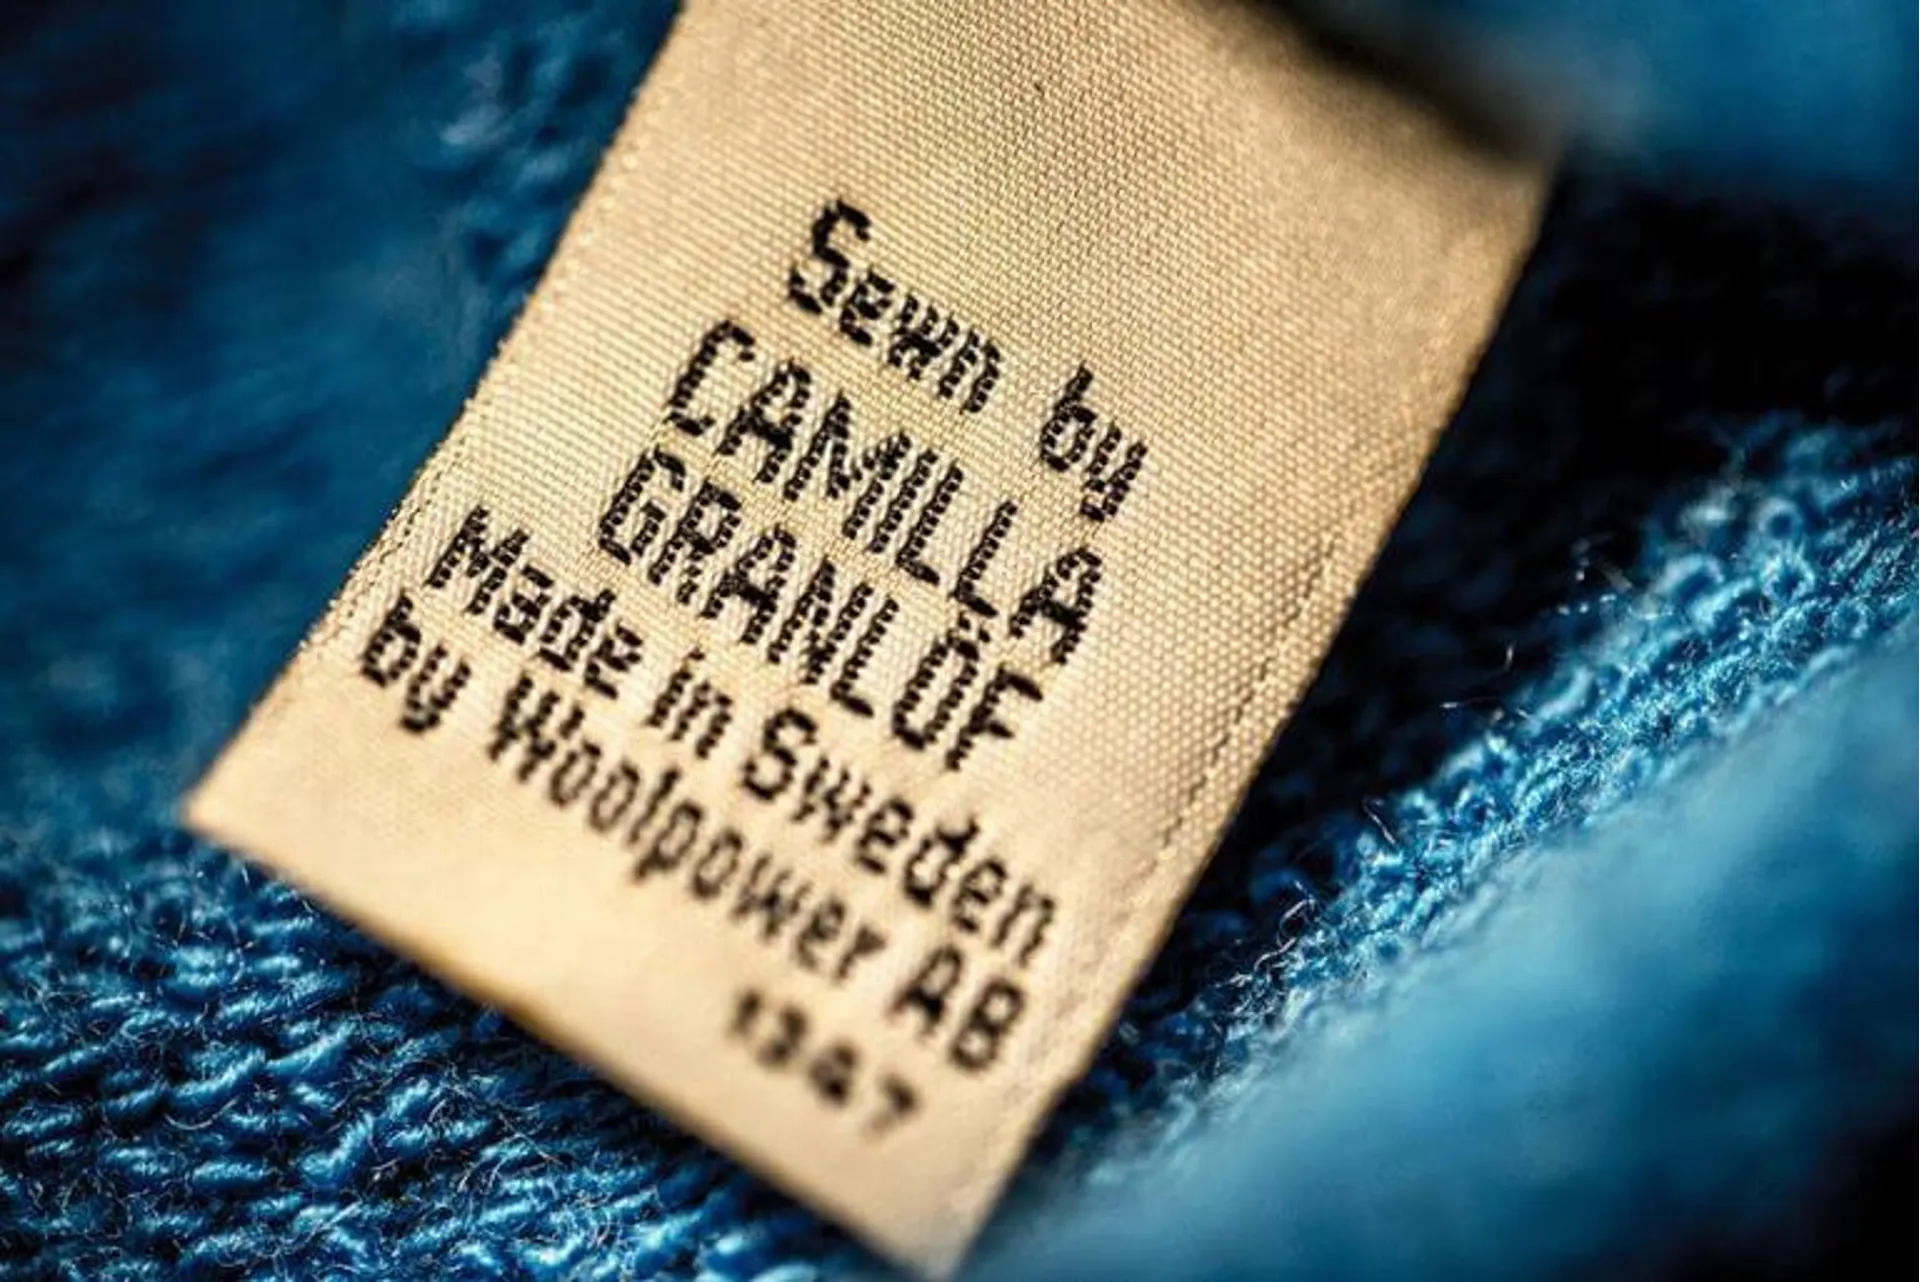 Sewn by
CAMILLA
GRANLÖF
Made in Sweden
by Woolpower AB
1347